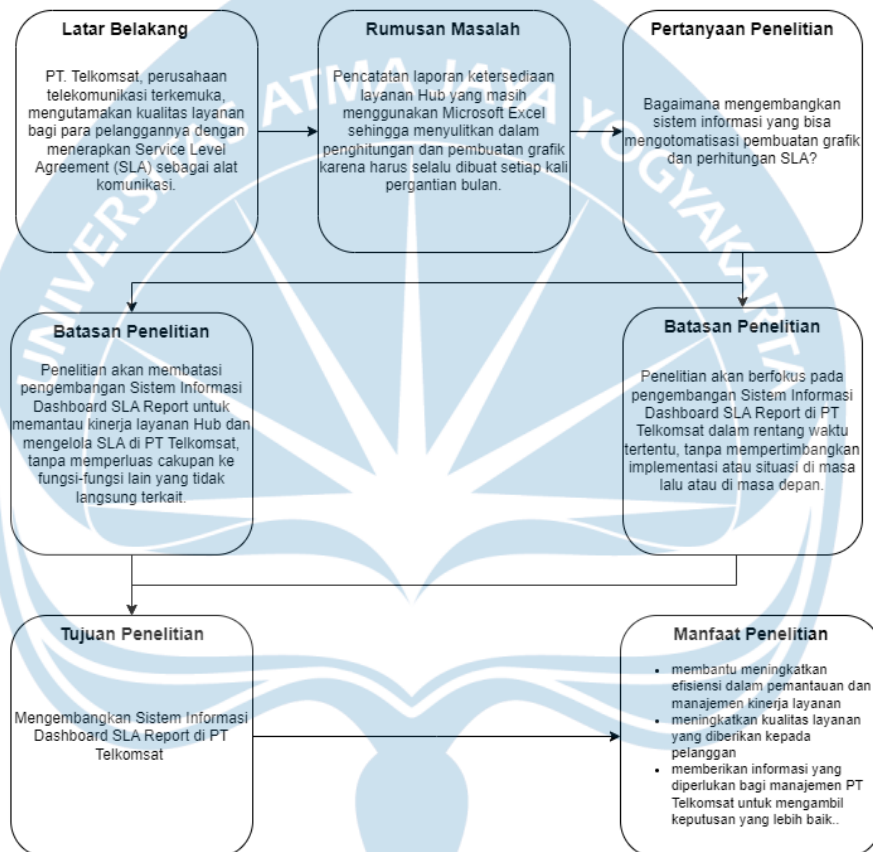 UNIVERSITAS ATMA JAYA YOGYAKARTA
Latar Belakang
PT. Telkomsat, perusahaan
telekomunikasi terkemuka,
mengutamakan kualitas layanan
bagi para pelanggannya dengan
menerapkan Service Level
Agreement (SLA) sebagai alat
komunikasi.
Rumusan Masalah
Pencatatan laporan ketersediaan
layanan Hub yang masih
menggunakan Microsoft Excel
sehingga menyulitkan dalam
penghitungan dan pembuatan grafik
karena harus selalu dibuat setiap kali
pergantian bulan.
Pertanyaan Penelitian
Bagaimana mengembangkan
sistem informasi yang bisa
mengotomatisasi pembuatan grafik
dan perhitungan SLA?
Batasan Penelitian
Penelitian akan membatasi
pengembangan Sistem Informasi
Dashboard SLA Report untuk
memantau kinerja layanan Hub dan
mengelola SLA di PT Telkomsat,
tanpa memperluas cakupan ke
fungsi-fungsi lain yang tidak
langsung terkait.
Batasan Penelitian
Penelitian akan berfokus pada
pengembangan Sistem Informasi
Dashboard SLA Report di PT
Telkomsat dalam rentang waktu
tertentu, tanpa mempertimbangkan
implementasi atau situasi di masa
lalu atau di masa depan.
Tujuan Penelitian
Mengembangkan Sistem Informasi
Dashboard SLA Report di PT
Telkomsat
Manfaat Penelitian
• membantu meningkatkan
efisiensi dalam pemantauan dan
manajemen kinerja layanan
• meningkatkan kualitas layanan
yang diberikan kepada
pelanggan
• memberikan informasi yang
diperlukan bagi manajemen PT
Telkomsat untuk mengambil
keputusan yang lebih baik..